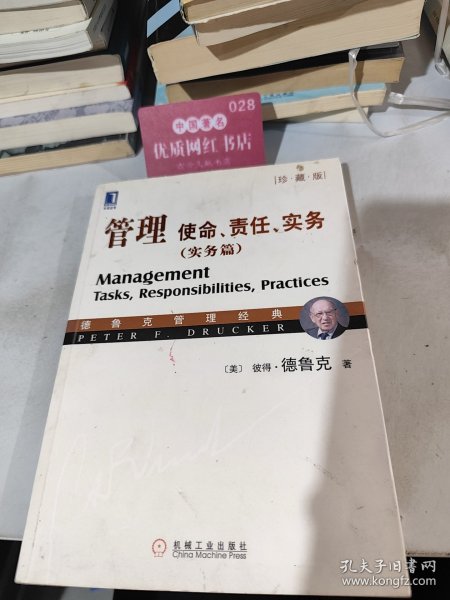 028
中国著名
优质网红书店
珍·藏·版
管理 使命、责任、实务
(实务篇)
Management
Tasks, Responsibilities, Practices
德鲁克管理经典
PETER F. DRUCKER
〔美〕 彼得·德鲁克 著
机械工业出版社
China Machine Press
孔夫子旧书网
www.kongfz.com